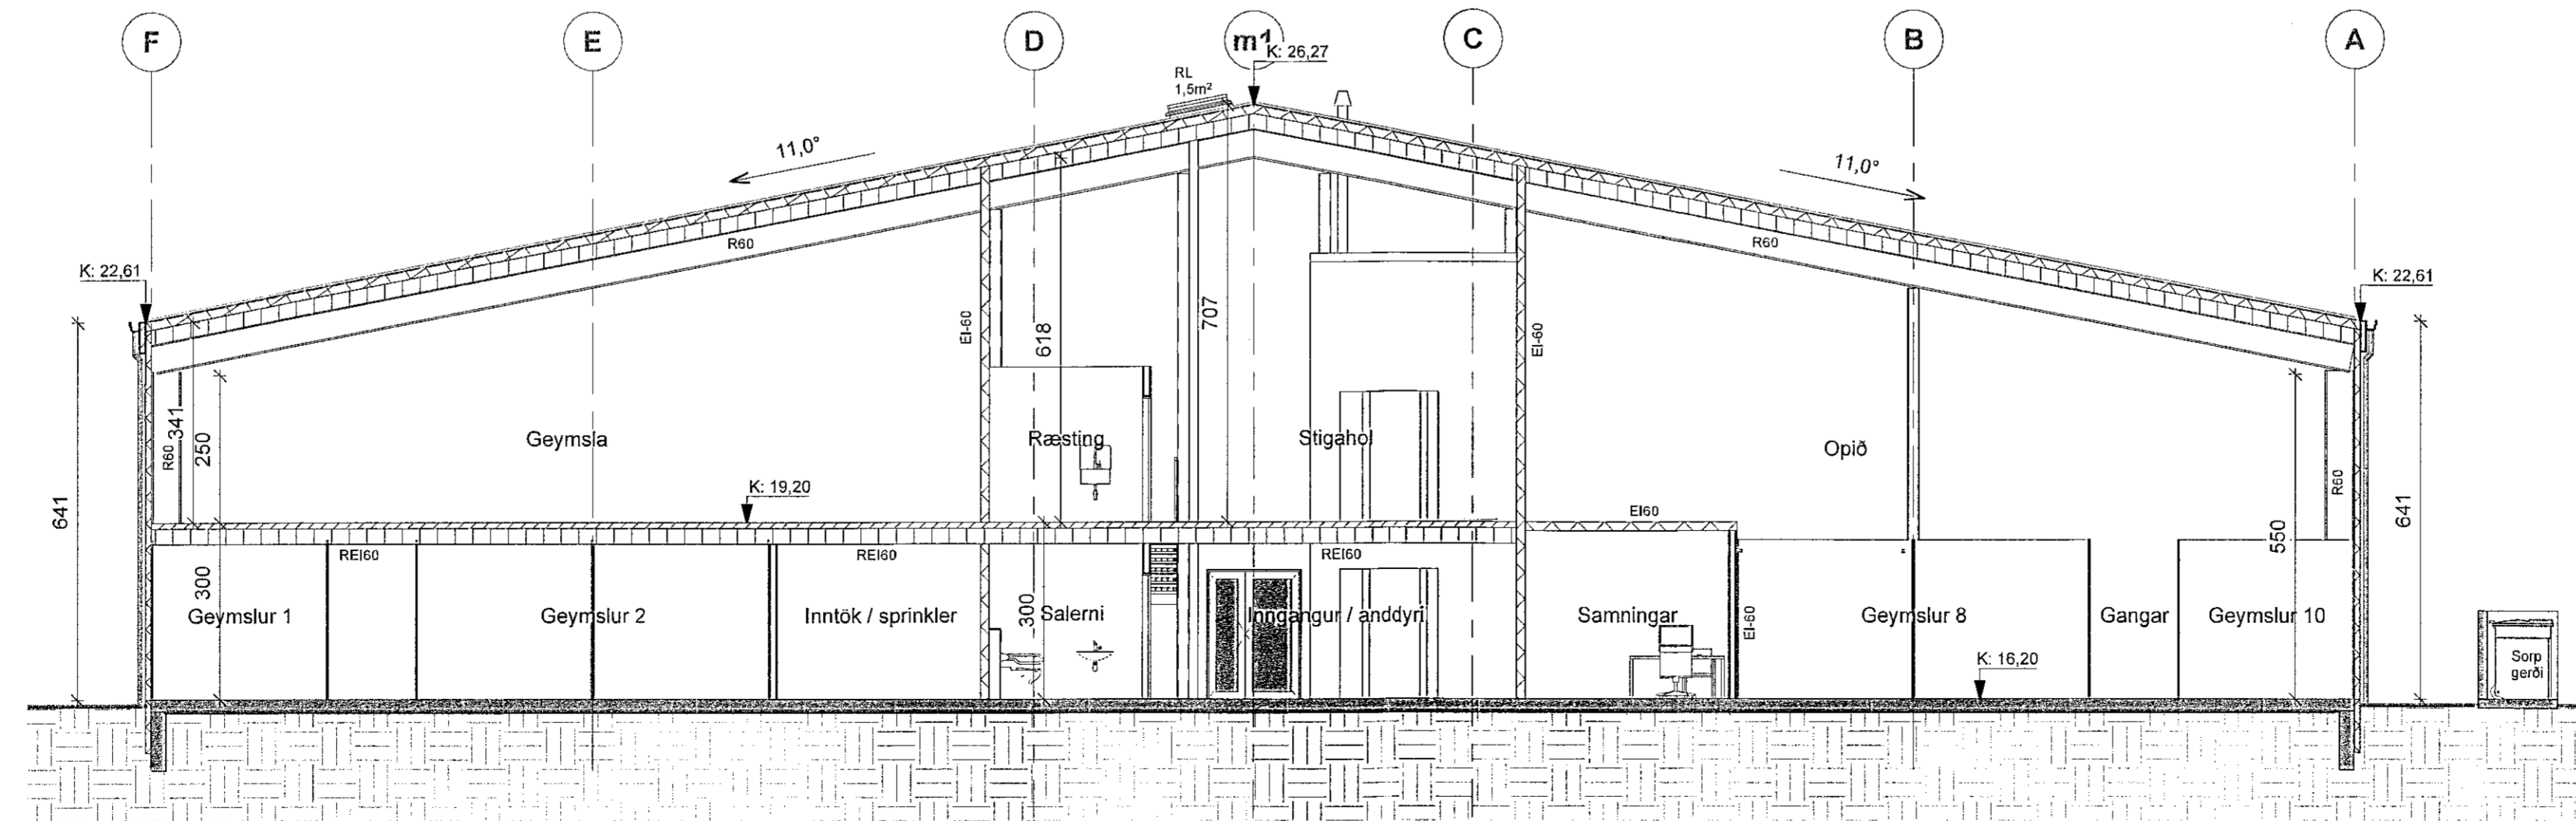 F
E
D
m1
C
B
A
K: 26,27
RL
1,5m²
11,0°
11,0°
R60
R60
K: 22,61
K: 22,61
EI-60
618
707
EI-60
641
R60
341
250
Geymsla
Ræsting
Stigahol
Opið
R60
641
K: 19,20
EI60
550
REI60
REI60
REI60
300
300
Geymslur 1
Geymslur 2
Inntök / sprinkler
Salerni
Inngangur / anddyri
Samningar
EI-60
Geymslur 8
Gangar
Geymslur 10
K: 16,20
Sorp
gerði